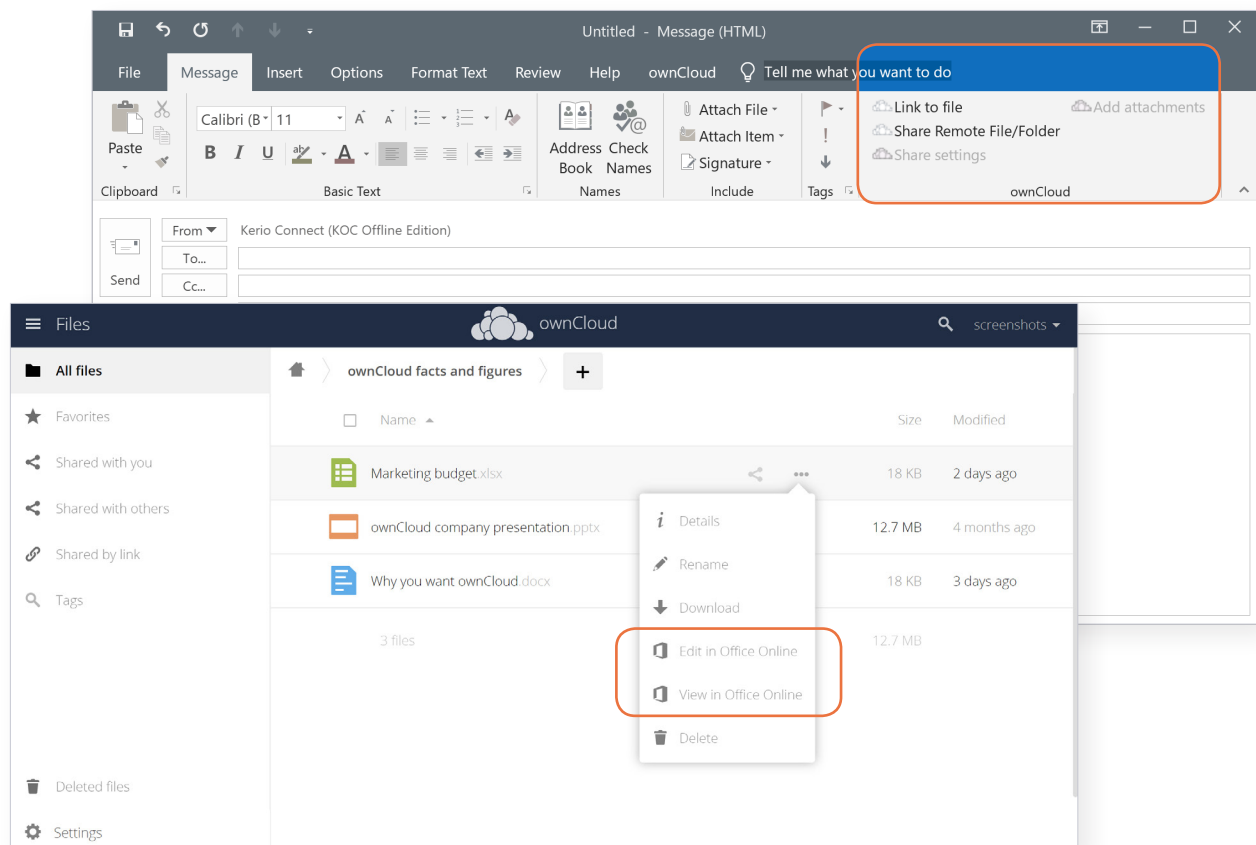 Untitled - Message (HTML)
File Message Insert Options Format Text Review Help ownCloud Tell me what you want to do
Calibri (B 11
B I U aby A
Paste
Address Book
Check Names
@
Attach File
Attach Item
Signature
!
Link to file
Share Remote File/Folder
Share settings
Add attachments
Clipboard Basic Text Names Include Tags ownCloud
Send
From Kerio Connect (KOC Offline Edition)
To...
Cc...
Files ownCloud screenshots
All files
Favorites
Shared with you
Shared with others
Shared by link
Tags
Deleted files
Settings
ownCloud facts and figures +
Name Size Modified
Marketing budget.xlsx 18 KB 2 days ago
ownCloud company presentation.pptx 12.7 MB 4 months ago
Why you want ownCloud.docx 18 KB 3 days ago
3 files 12.7 MB
i Details
Rename
Download
Edit in Office Online
View in Office Online
Delete